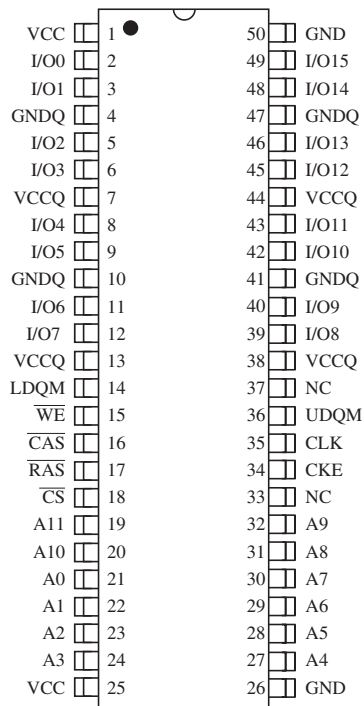 VCC 1 50 GND
I/O0 2 49 I/O15
I/O1 3 48 I/O14
GNDQ 4 47 GNDQ
I/O2 5 46 I/O13
I/O3 6 45 I/O12
VCCQ 7 44 VCCQ
I/O4 8 43 I/O11
I/O5 9 42 I/O10
GNDQ 10 41 GNDQ
I/O6 11 40 I/O9
I/O7 12 39 I/O8
VCCQ 13 38 VCCQ
LDQM 14 37 NC
W̅E̅ 15 36 UDQM
C̅A̅S̅ 16 35 CLK
R̅A̅S̅ 17 34 CKE
C̅S̅ 18 33 NC
A11 19 32 A9
A10 20 31 A8
A0 21 30 A7
A1 22 29 A6
A2 23 28 A5
A3 24 27 A4
VCC 25 26 GND